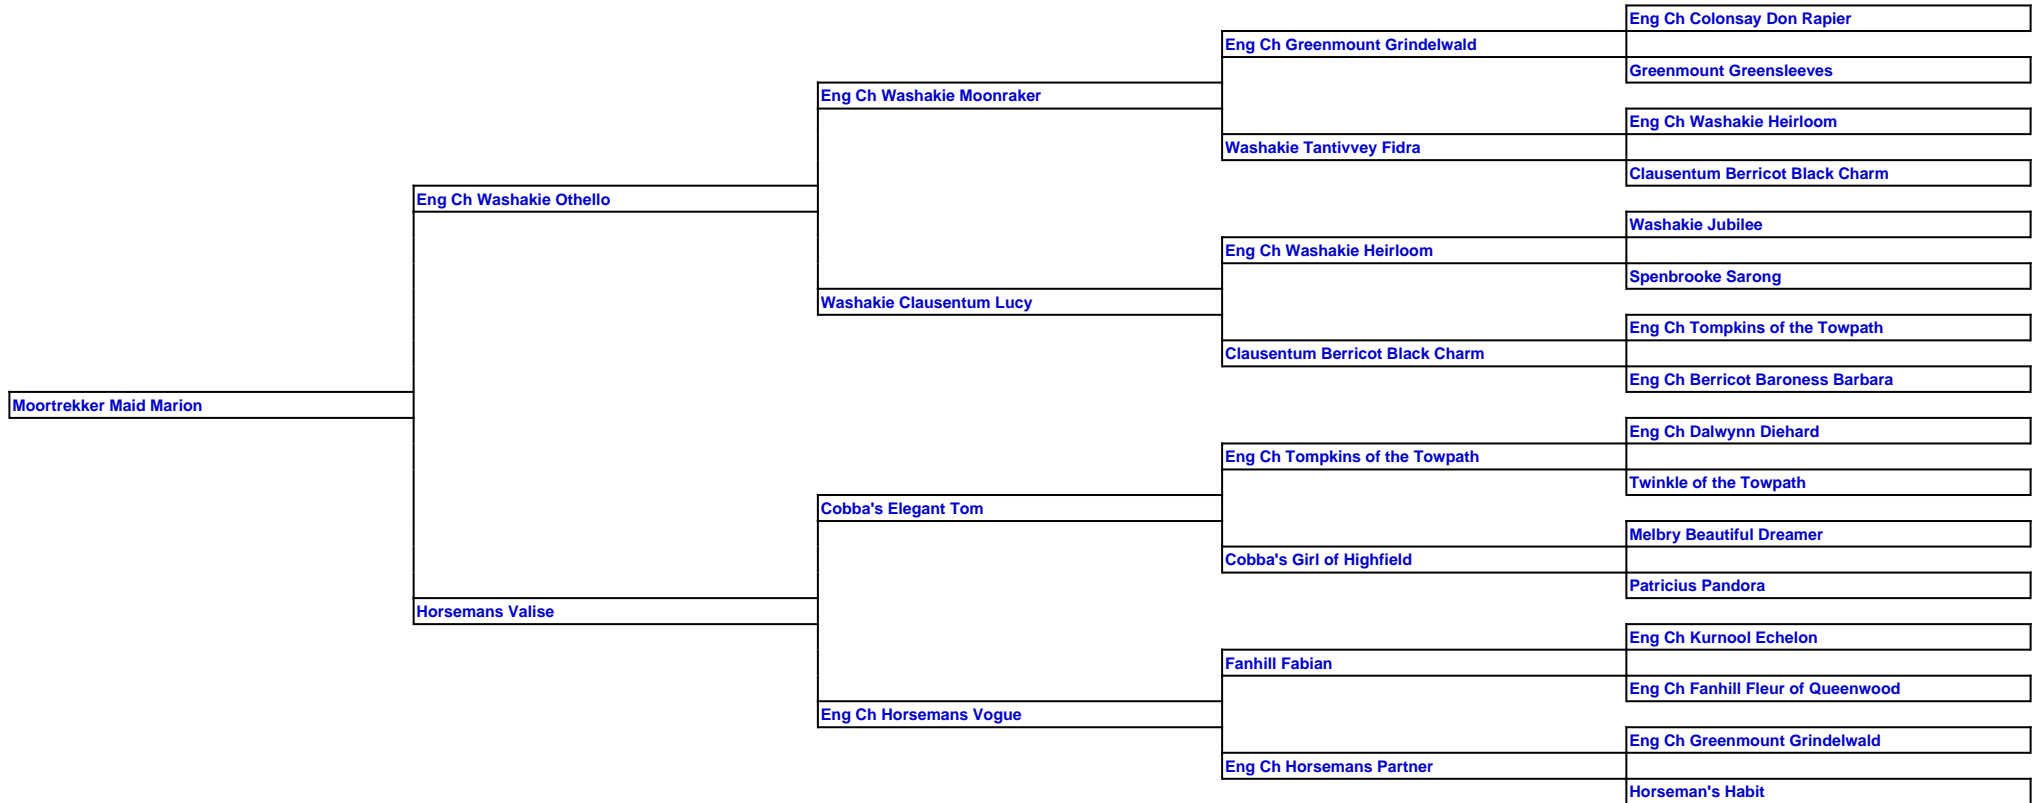 Eng Ch Colonsay Don Rapier
Eng Ch Greenmount Grindelwald
Greenmount Greensleeves
Eng Ch Washakie Moonraker
Eng Ch Washakie Heirloom
Washakie Tantivvey Fidra
Clausentum Berricot Black Charm
Eng Ch Washakie Othello
Washakie Jubilee
Eng Ch Washakie Heirloom
Spenbrooke Sarong
Washakie Clausentum Lucy
Eng Ch Tompkins of the Towpath
Clausentum Berricot Black Charm
Eng Ch Berricot Baroness Barbara
Moortrekker Maid Marion
Eng Ch Dalwynn Diehard
Eng Ch Tompkins of the Towpath
Twinkle of the Towpath
Cobba's Elegant Tom
Melbry Beautiful Dreamer
Cobba's Girl of Highfield
Patricius Pandora
Horsemans Valise
Eng Ch Kurnool Echelon
Fanhill Fabian
Eng Ch Fanhill Fleur of Queenwood
Eng Ch Horsemans Vogue
Eng Ch Greenmount Grindelwald
Eng Ch Horsemans Partner
Horseman's Habit